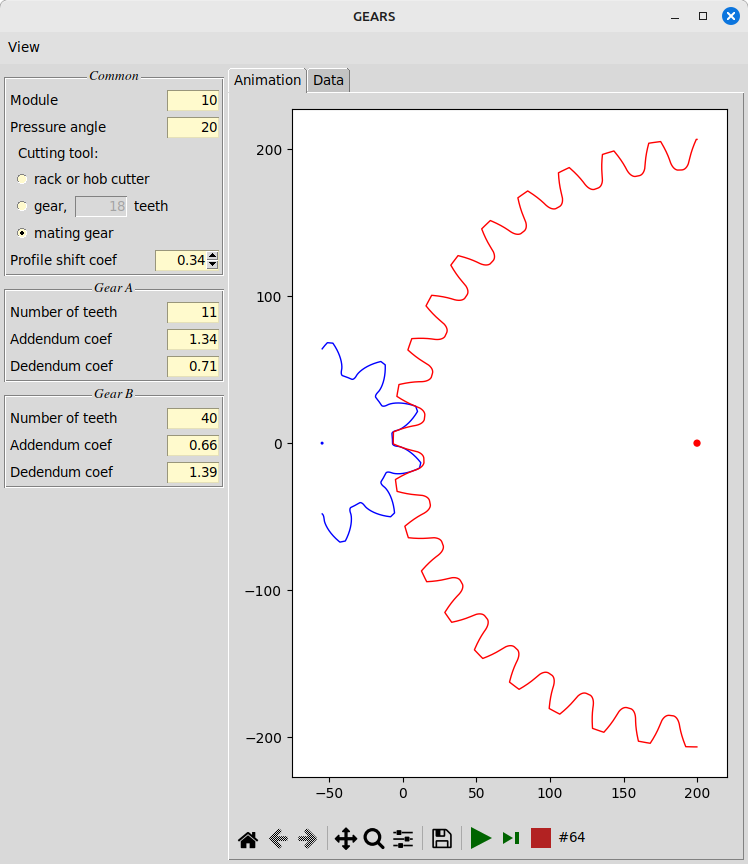 GEARS
View
Common
Module 10
Pressure angle 20
Cutting tool:
rack or hob cutter
gear, 18 teeth
mating gear
Profile shift coef 0.34
Gear A
Number of teeth 11
Addendum coef 1.34
Dedendum coef 0.71
Gear B
Number of teeth 40
Addendum coef 0.66
Dedendum coef 1.39
Animation Data
200
100
0
−100
−200
−50 0 50 100 150 200
#64